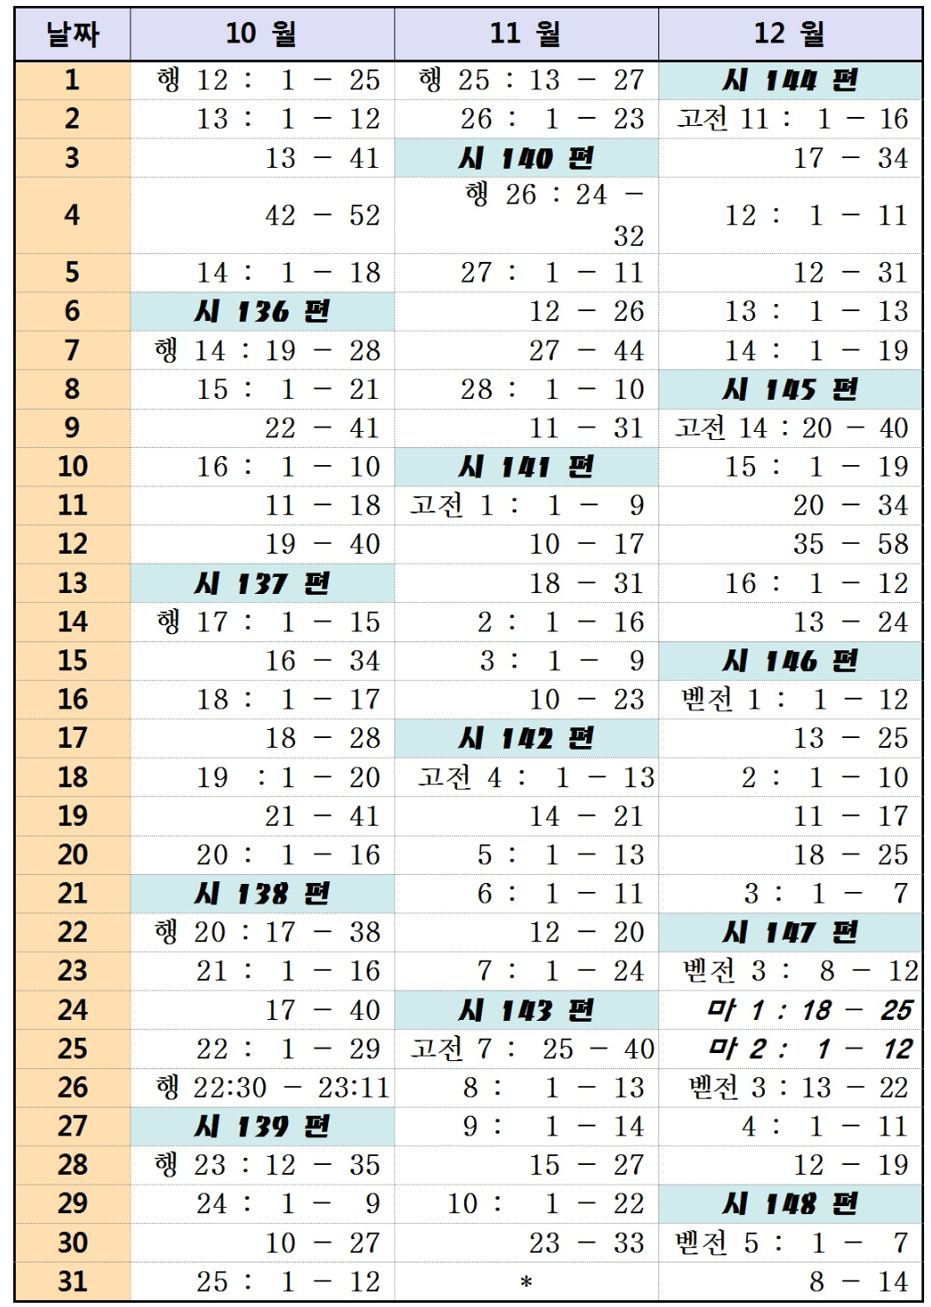 날짜 10 월 11 월 12 월
1 행 12 : 1 - 25 행 25 : 13 - 27 시 144 편
2 13 : 1 - 12 26 : 1 - 23 고전 11 : 1 - 16
3 13 - 41 시 140 편 17 - 34
4 42 - 52 행 26 : 24 - 32 12 : 1 - 11
5 14 : 1 - 18 27 : 1 - 11 12 - 31
6 시 136 편 12 - 26 13 : 1 - 13
7 행 14 : 19 - 28 27 - 44 14 : 1 - 19
8 15 : 1 - 21 28 : 1 - 10 시 145 편
9 22 - 41 11 - 31 고전 14 : 20 - 40
10 16 : 1 - 10 시 141 편 15 : 1 - 19
11 11 - 18 고전 1 : 1 - 9 20 - 34
12 19 - 40 10 - 17 35 - 58
13 시 137 편 18 - 31 16 : 1 - 12
14 행 17 : 1 - 15 2 : 1 - 16 13 - 24
15 16 - 34 3 : 1 - 9 시 146 편
16 18 : 1 - 17 10 - 23 벧전 1 : 1 - 12
17 18 - 28 시 142 편 13 - 25
18 19 : 1 - 20 고전 4 : 1 - 13 2 : 1 - 10
19 21 - 41 14 - 21 11 - 17
20 20 : 1 - 16 5 : 1 - 13 18 - 25
21 시 138 편 6 : 1 - 11 3 : 1 - 7
22 행 20 : 17 - 38 12 - 20 시 147 편
23 21 : 1 - 16 7 : 1 - 24 벧전 3 : 8 - 12
24 17 - 40 시 143 편 마 1 : 18 - 25
25 22 : 1 - 29 고전 7 : 25 - 40 마 2 : 1 - 12
26 행 22:30 - 23:11 8 : 1 - 13 벧전 3 : 13 - 22
27 시 139 편 9 : 1 - 14 4 : 1 - 11
28 행 23 : 12 - 35 15 - 27 12 - 19
29 24 : 1 - 9 10 : 1 - 22 시 148 편
30 10 - 27 23 - 33 벧전 5 : 1 - 7
31 25 : 1 - 12 * 8 - 14